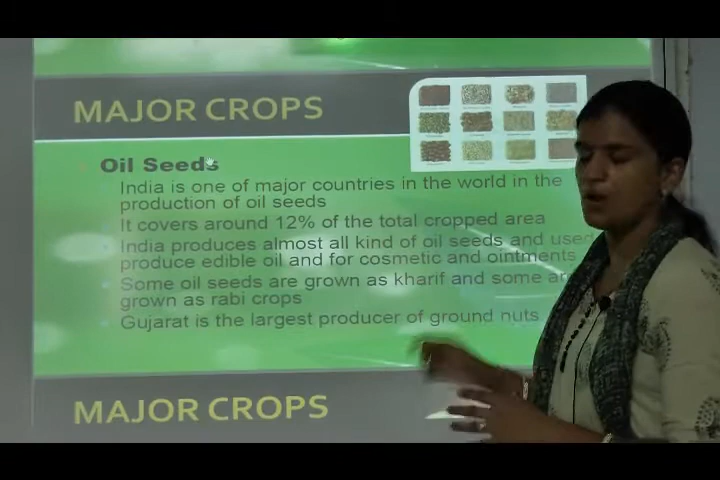 MAJOR CROPS
Oil Seeds
India is one of major countries in the world in the
production of oil seeds
It covers around 12% of the total cropped area
India produces almost all kind of oil seeds and used
produce edible oil and for cosmetic and ointments
Some oil seeds are grown as kharif and some
grown as rabi crops
Gujarat is the largest producer of ground nuts
MAJOR CROPS